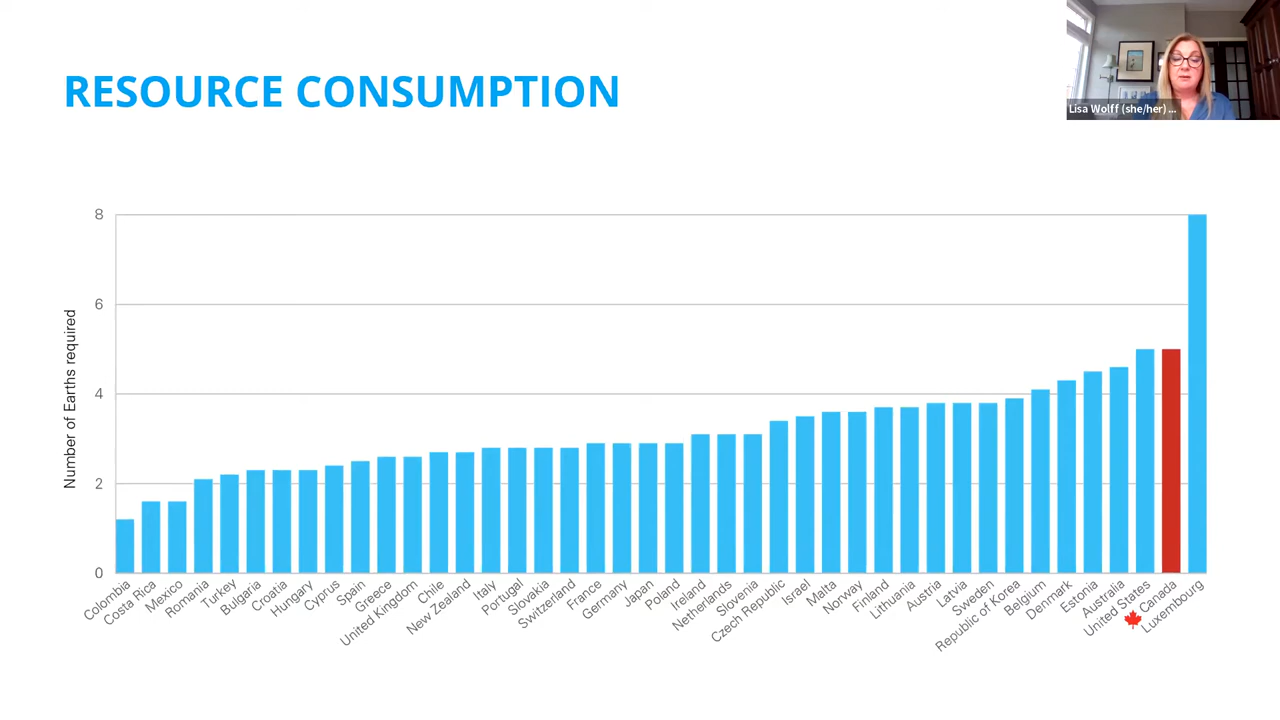 Lisa Wolff (she/her) ...
RESOURCE CONSUMPTION
Number of Earths required
8
6
4
2
0
Colombia
Costa Rica
Mexico
Romania
Turkey
Bulgaria
Croatia
Hungary
Cyprus
Spain
Greece
United Kingdom
Chile
New Zealand
Italy
Portugal
Slovakia
Switzerland
France
Germany
Japan
Poland
Ireland
Netherlands
Slovenia
Czech Republic
Israel
Malta
Norway
Finland
Lithuania
Austria
Latvia
Sweden
Republic of Korea
Belgium
Denmark
Estonia
Australia
United States
Canada
Luxembourg